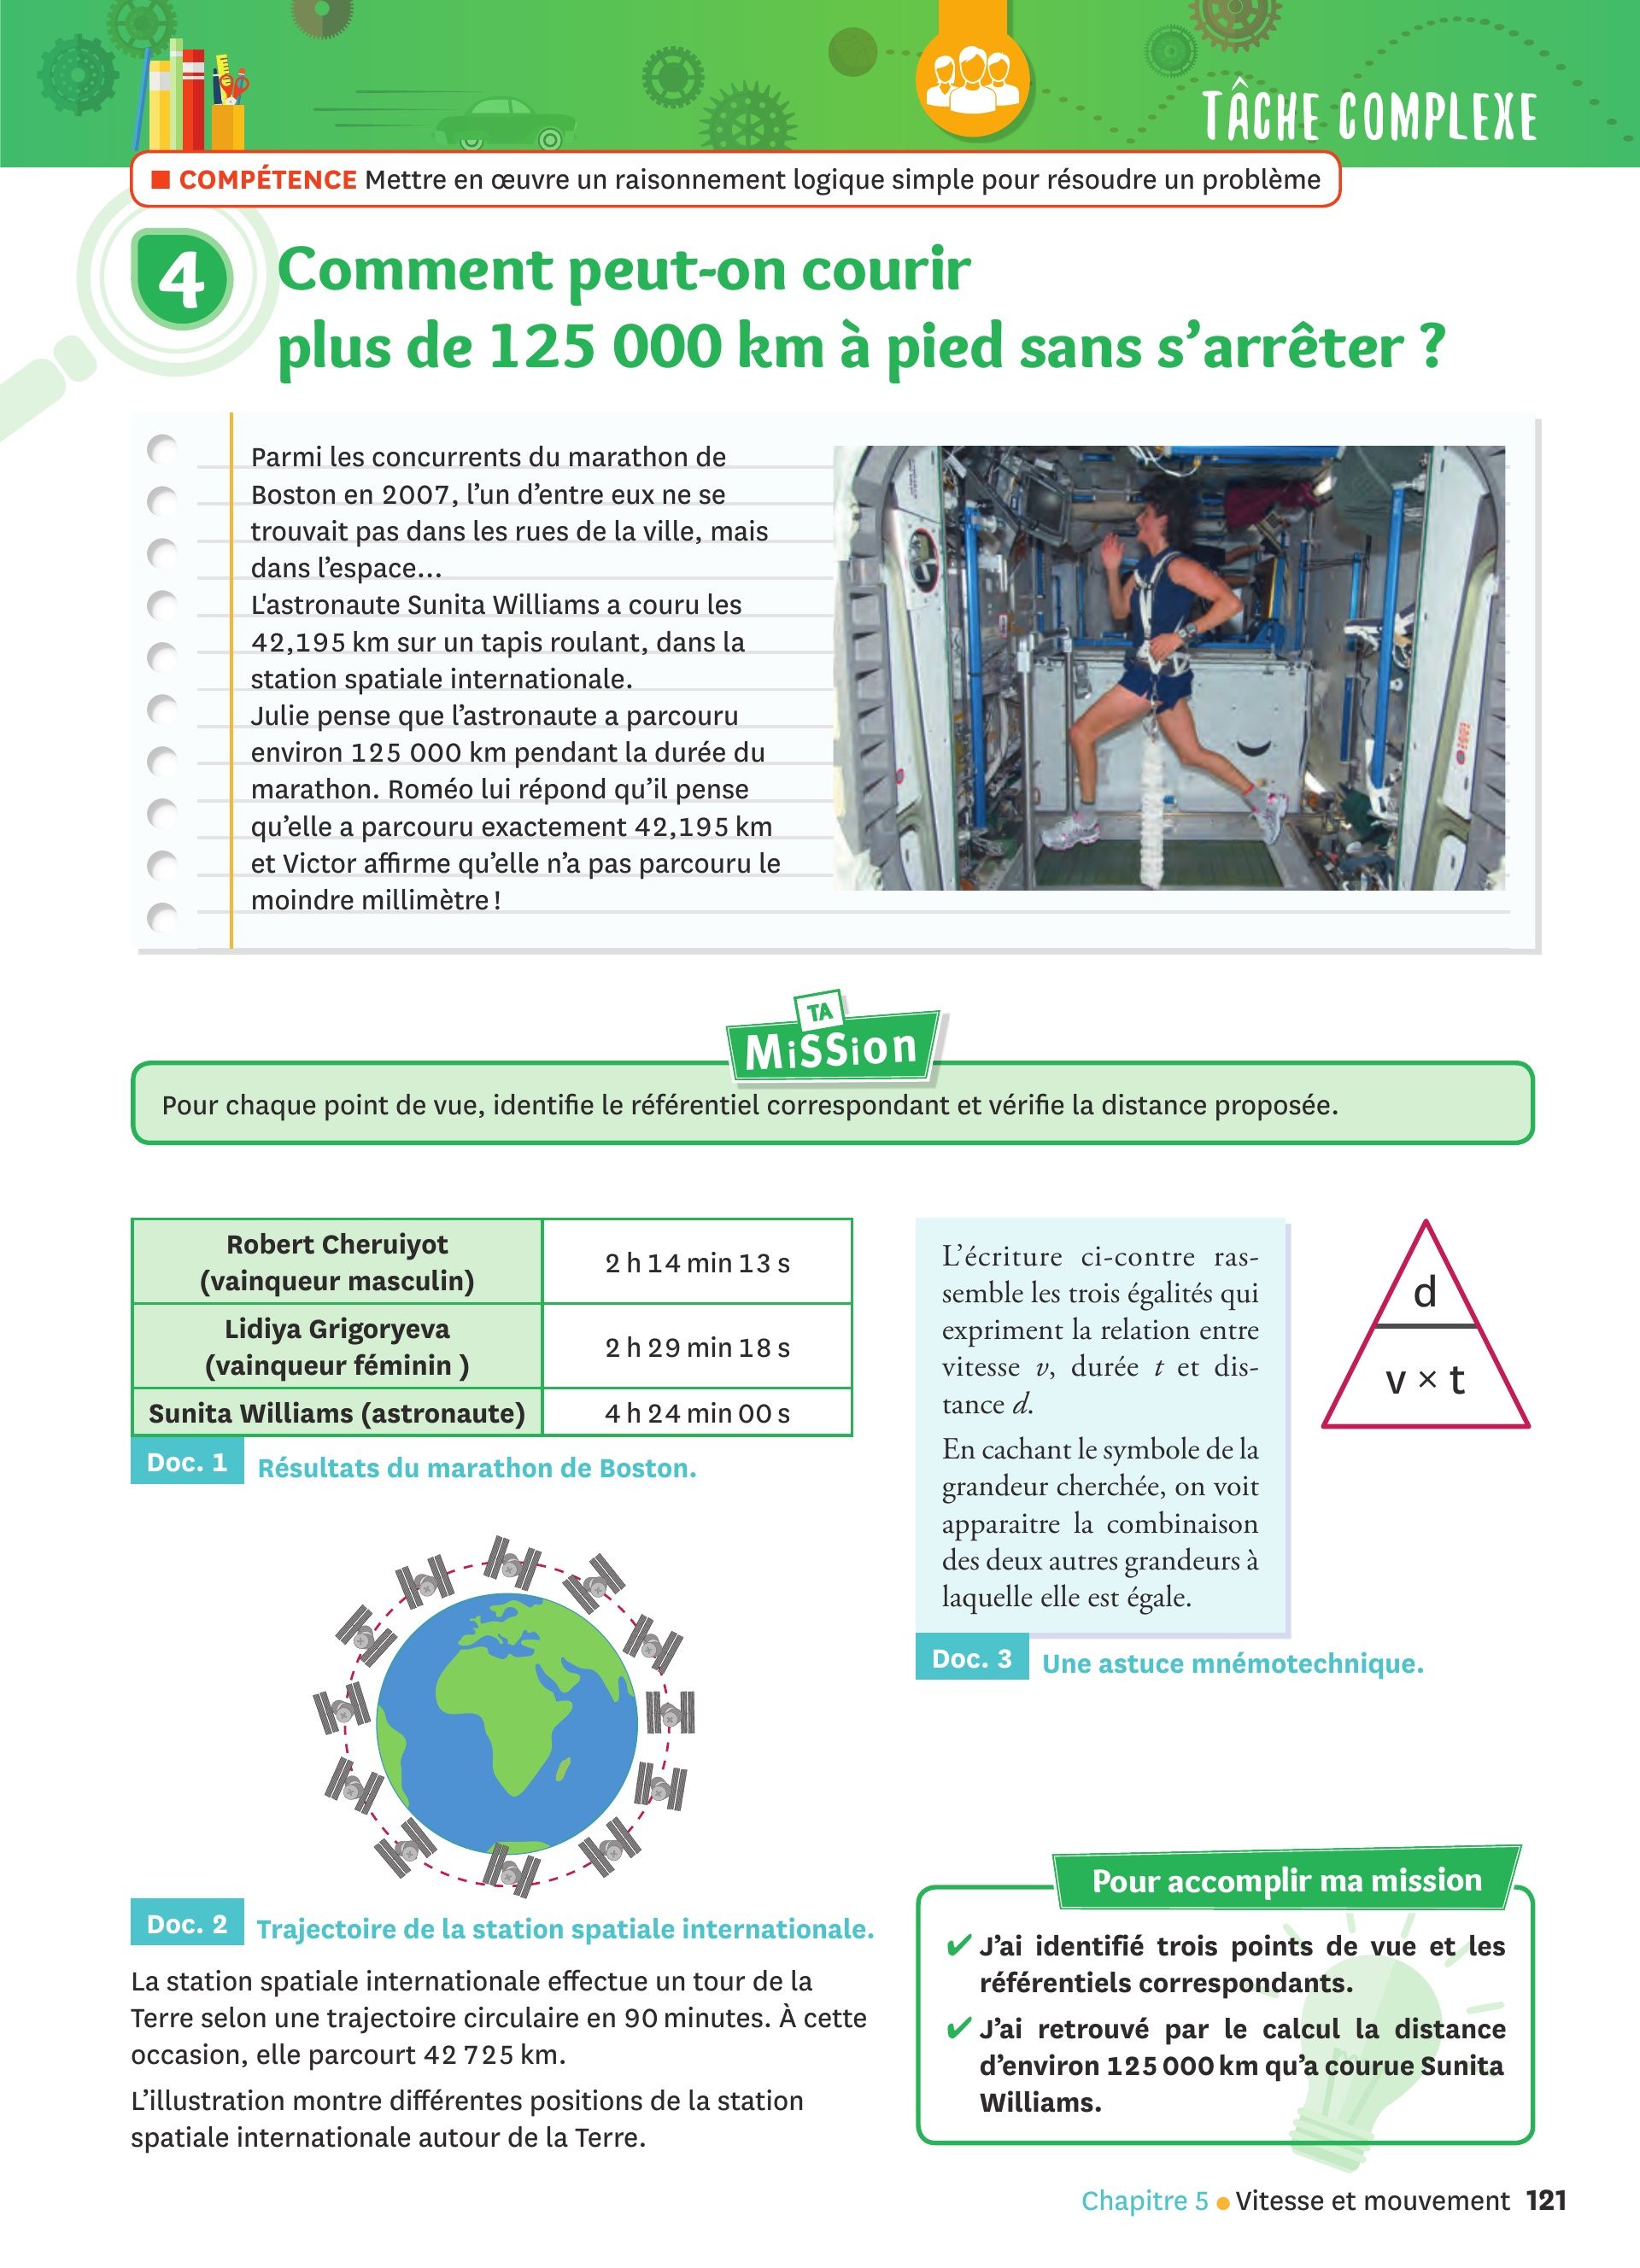 TÂCHE COMPLEXE
■ COMPÉTENCE Mettre en œuvre un raisonnement logique simple pour résoudre un problème
4
Comment peut-on courir
plus de 125 000 km à pied sans s’arrêter ?
Parmi les concurrents du marathon de
Boston en 2007, l’un d’entre eux ne se
trouvait pas dans les rues de la ville, mais
dans l’espace…
L'astronaute Sunita Williams a couru les
42,195 km sur un tapis roulant, dans la
station spatiale internationale.
Julie pense que l’astronaute a parcouru
environ 125 000 km pendant la durée du
marathon. Roméo lui répond qu’il pense
qu’elle a parcouru exactement 42,195 km
et Victor affirme qu’elle n’a pas parcouru le
moindre millimètre !
TA
MiSSion
Pour chaque point de vue, identifie le référentiel correspondant et vérifie la distance proposée.
Robert Cheruiyot
(vainqueur masculin)
2 h 14 min 13 s
Lidiya Grigoryeva
(vainqueur féminin )
2 h 29 min 18 s
Sunita Williams (astronaute)
4 h 24 min 00 s
Doc. 1 Résultats du marathon de Boston.
Doc. 2 Trajectoire de la station spatiale internationale.
La station spatiale internationale effectue un tour de la
Terre selon une trajectoire circulaire en 90 minutes. À cette
occasion, elle parcourt 42 725 km.
L’illustration montre différentes positions de la station
spatiale internationale autour de la Terre.
L’écriture ci-contre ras-
semble les trois égalités qui
expriment la relation entre
vitesse v, durée t et dis-
tance d.
En cachant le symbole de la
grandeur cherchée, on voit
apparaitre la combinaison
des deux autres grandeurs à
laquelle elle est égale.
d
v × t
Doc. 3 Une astuce mnémotechnique.
Pour accomplir ma mission
✔ J’ai identifié trois points de vue et les
référentiels correspondants.
✔ J’ai retrouvé par le calcul la distance
d’environ 125 000 km qu’a courue Sunita
Williams.
Chapitre 5 ● Vitesse et mouvement 121